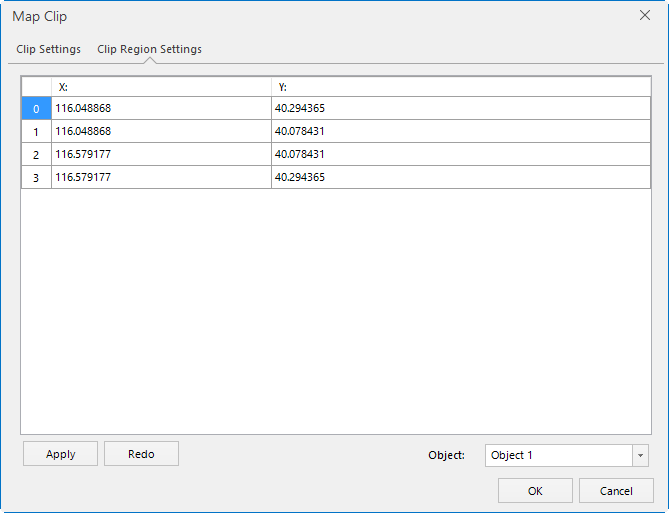 Map Clip
Clip Settings Clip Region Settings
X: Y:
0 116.048868 40.294365
1 116.048868 40.078431
2 116.579177 40.078431
3 116.579177 40.294365
Apply Redo Object: Object 1
OK Cancel